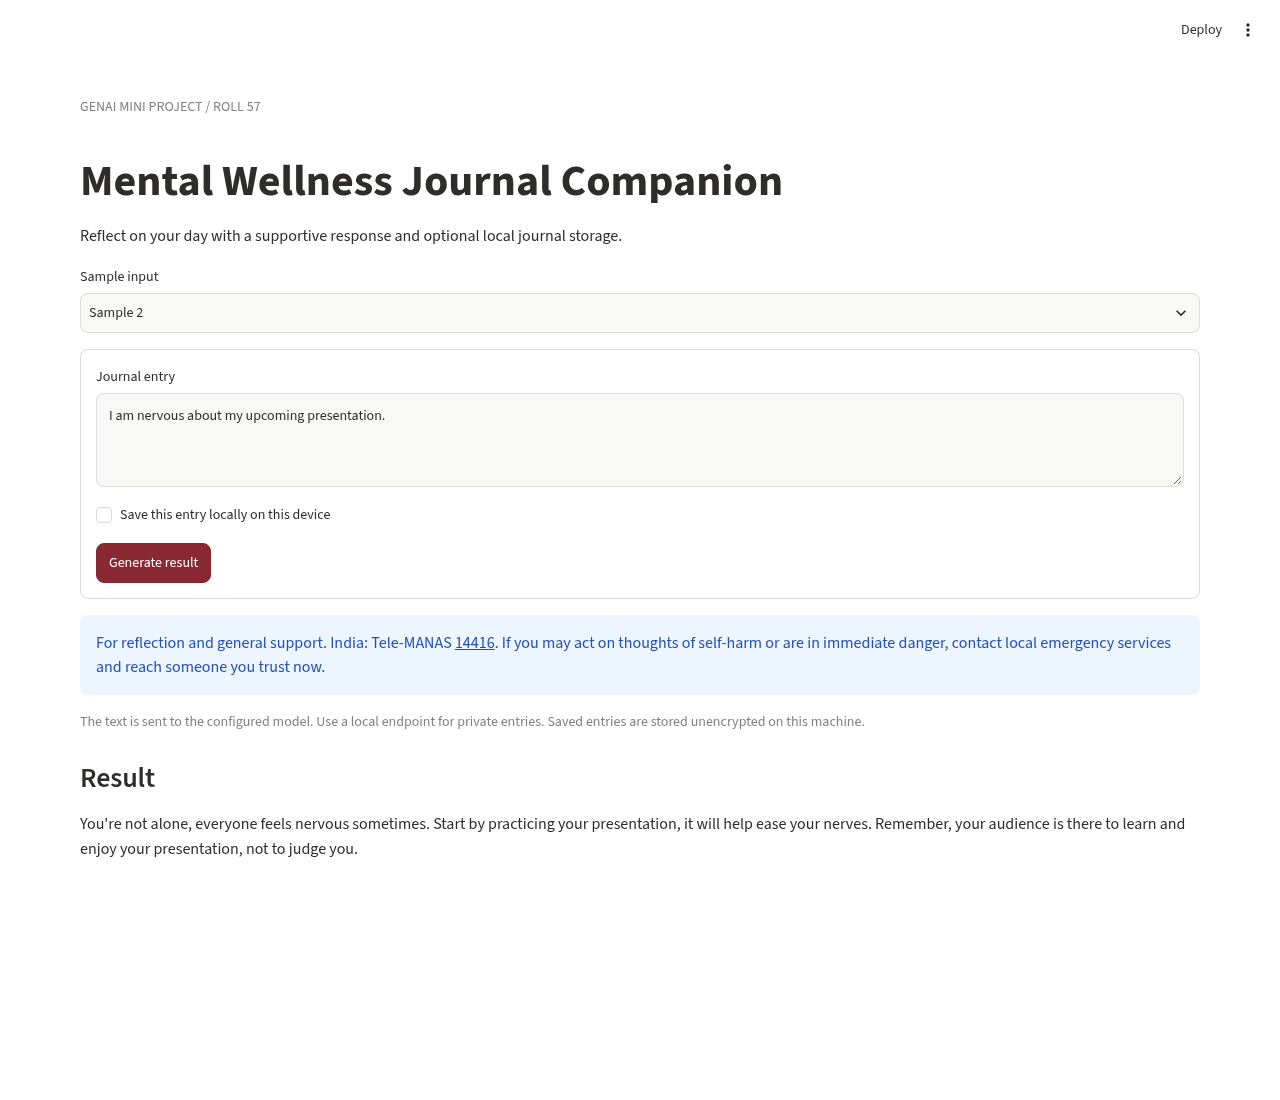 Deploy
GENAI MINI PROJECT / ROLL 57
Mental Wellness Journal Companion
Reflect on your day with a supportive response and optional local journal storage.
Sample input
Sample 2
Journal entry
I am nervous about my upcoming presentation.
Save this entry locally on this device
Generate result
For reflection and general support. India: Tele-MANAS 14416. If you may act on thoughts of self-harm or are in immediate danger, contact local emergency services
and reach someone you trust now.
The text is sent to the configured model. Use a local endpoint for private entries. Saved entries are stored unencrypted on this machine.
Result
You're not alone, everyone feels nervous sometimes. Start by practicing your presentation, it will help ease your nerves. Remember, your audience is there to learn and
enjoy your presentation, not to judge you.